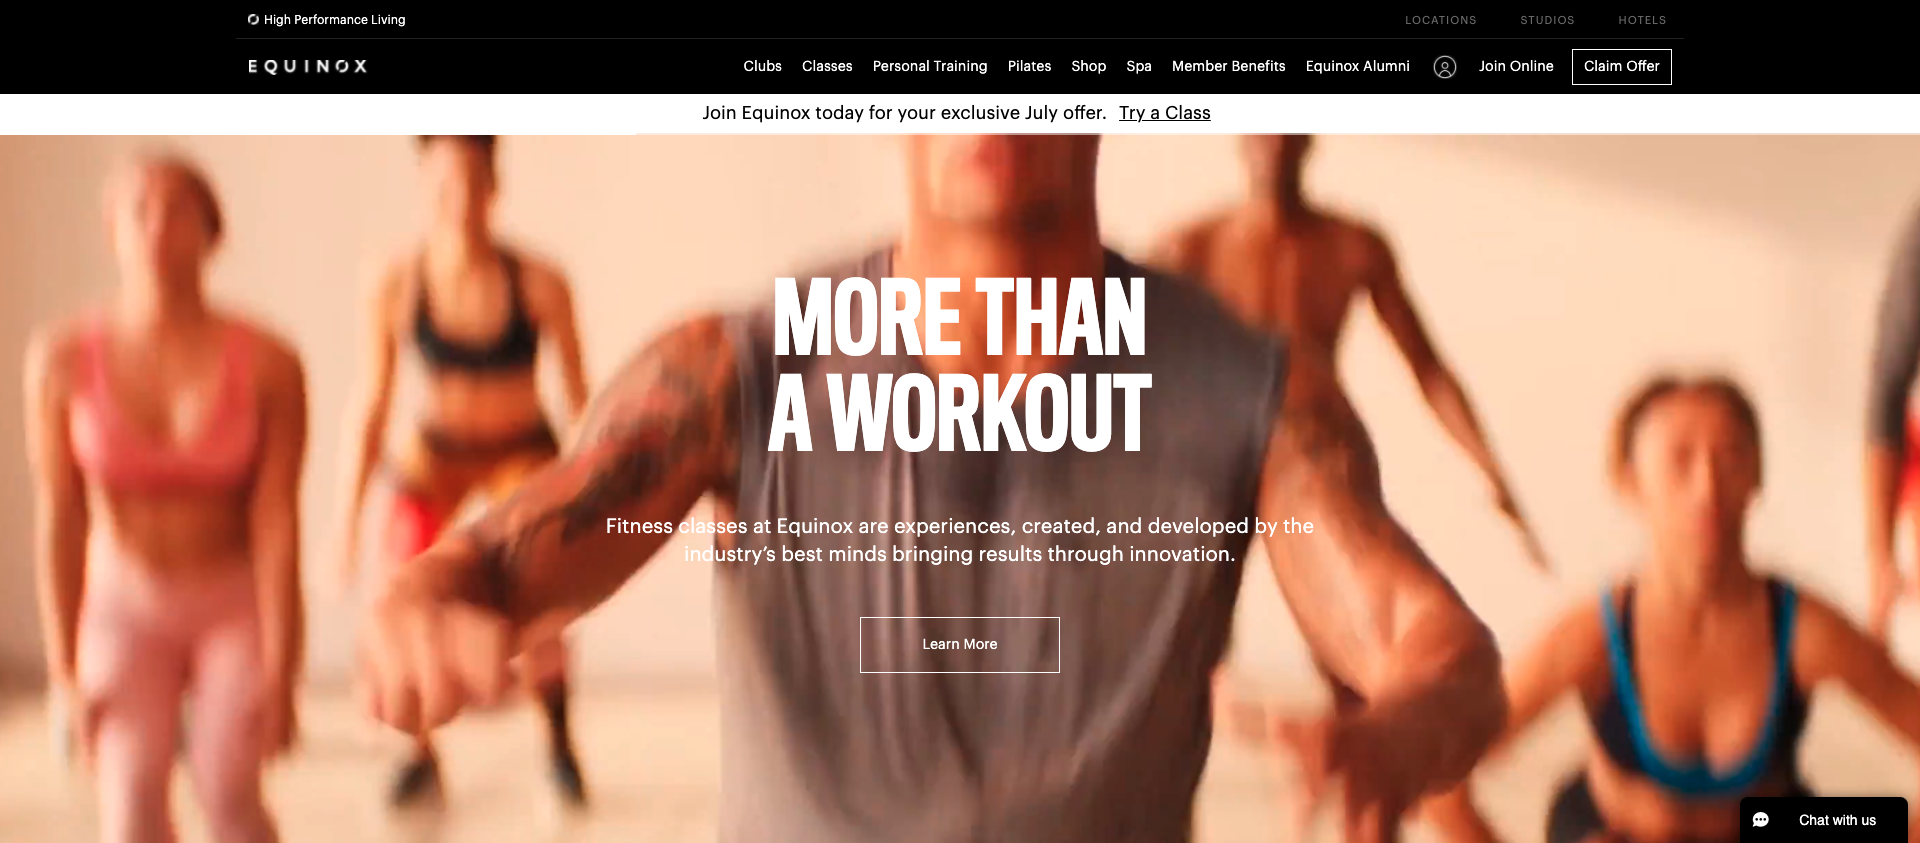 High Performance Living
LOCATIONS STUDIOS HOTELS
EQUINOX
Clubs Classes Personal Training Pilates Shop Spa Member Benefits Equinox Alumni Join Online Claim Offer
Join Equinox today for your exclusive July offer. Try a Class
MORE THAN
A WORKOUT
Fitness classes at Equinox are experiences, created, and developed by the
industry’s best minds bringing results through innovation.
Learn More
Chat with us